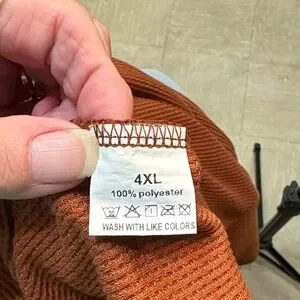 4XL
100% polyester
WASH WITH LIKE COLORS